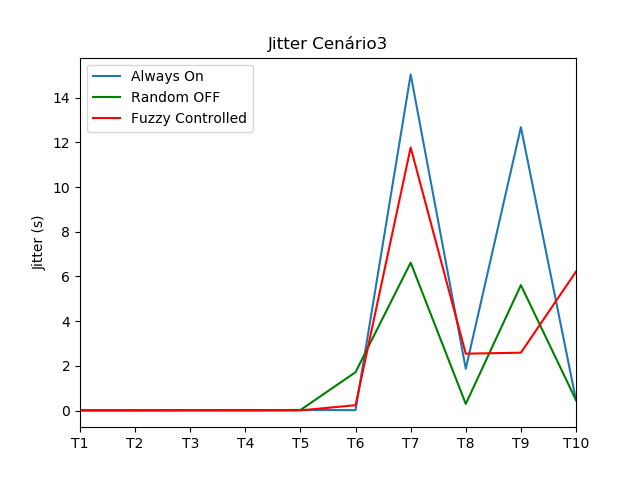 Jitter Cenário3
Always On
Random OFF
Fuzzy Controlled
Jitter (s)
14
12
10
8
6
4
2
0
T1 T2 T3 T4 T5 T6 T7 T8 T9 T10